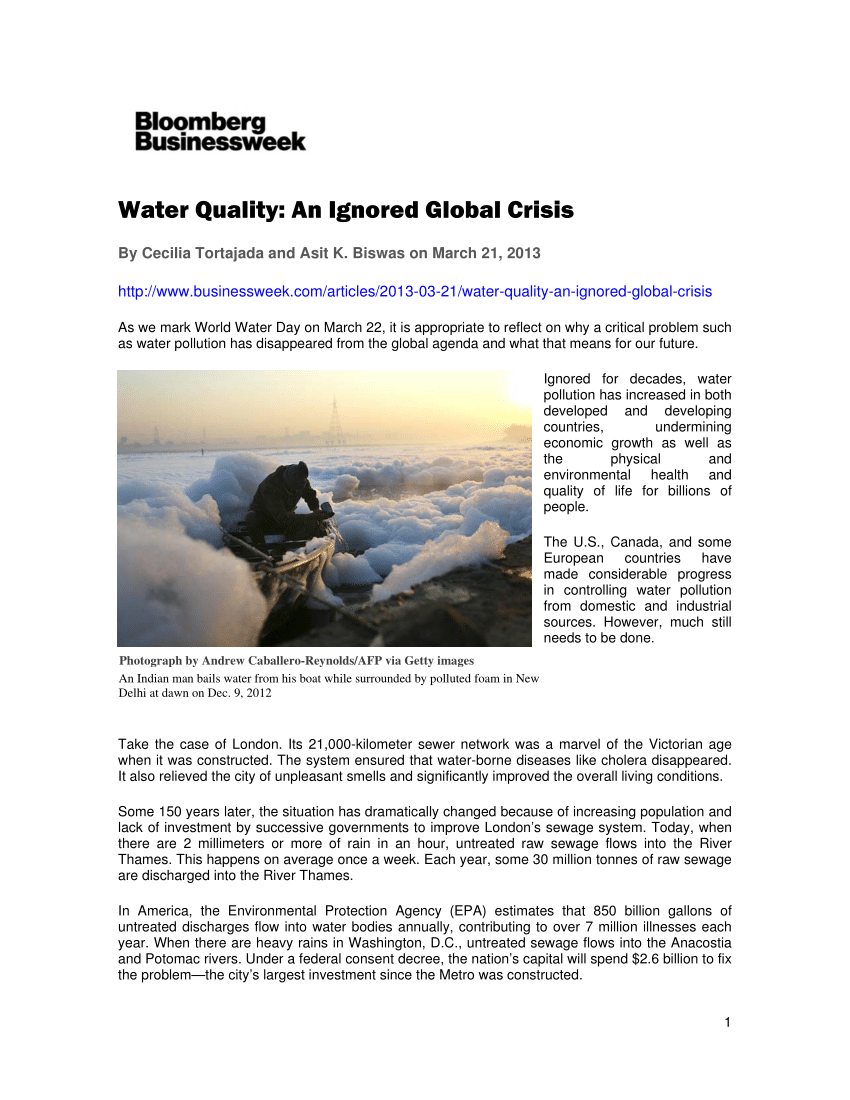 Bloomberg
Businessweek
Water Quality: An Ignored Global Crisis
By Cecilia Tortajada and Asit K. Biswas on March 21, 2013
http://www.businessweek.com/articles/2013-03-21/water-quality-an-ignored-global-crisis
As we mark World Water Day on March 22, it is appropriate to reflect on why a critical problem such
as water pollution has disappeared from the global agenda and what that means for our future.
Ignored for decades, water
pollution has increased in both
developed and developing
countries, undermining
economic growth as well as
the physical and
environmental health and
quality of life for billions of
people.
The U.S., Canada, and some
European countries have
made considerable progress
in controlling water pollution
from domestic and industrial
sources. However, much still
needs to be done.
Photograph by Andrew Caballero-Reynolds/AFP via Getty images
An Indian man bails water from his boat while surrounded by polluted foam in New
Delhi at dawn on Dec. 9, 2012
Take the case of London. Its 21,000-kilometer sewer network was a marvel of the Victorian age
when it was constructed. The system ensured that water-borne diseases like cholera disappeared.
It also relieved the city of unpleasant smells and significantly improved the overall living conditions.
Some 150 years later, the situation has dramatically changed because of increasing population and
lack of investment by successive governments to improve London's sewage system. Today, when
there are 2 millimeters or more of rain in an hour, untreated raw sewage flows into the River
Thames. This happens on average once a week. Each year, some 30 million tonnes of raw sewage
are discharged into the River Thames.
In America, the Environmental Protection Agency (EPA) estimates that 850 billion gallons of
untreated discharges flow into water bodies annually, contributing to over 7 million illnesses each
year. When there are heavy rains in Washington, D.C., untreated sewage flows into the Anacostia
and Potomac rivers. Under a federal consent decree, the nation's capital will spend $2.6 billion to fix
the problem—the city's largest investment since the Metro was constructed.
1